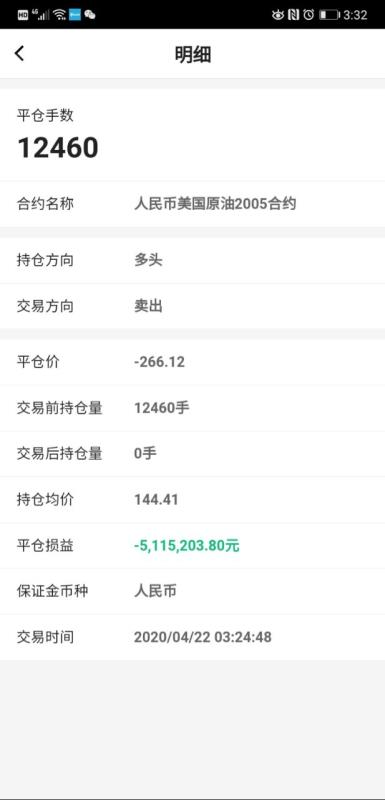 HD 4G 3:32
明细
平仓手数
12460
合约名称 人民币美国原油2005合约
持仓方向 多头
交易方向 卖出
平仓价 -266.12
交易前持仓量 12460手
交易后持仓量 0手
持仓均价 144.41
平仓损益 -5,115,203.80元
保证金币种 人民币
交易时间 2020/04/22 03:24:48